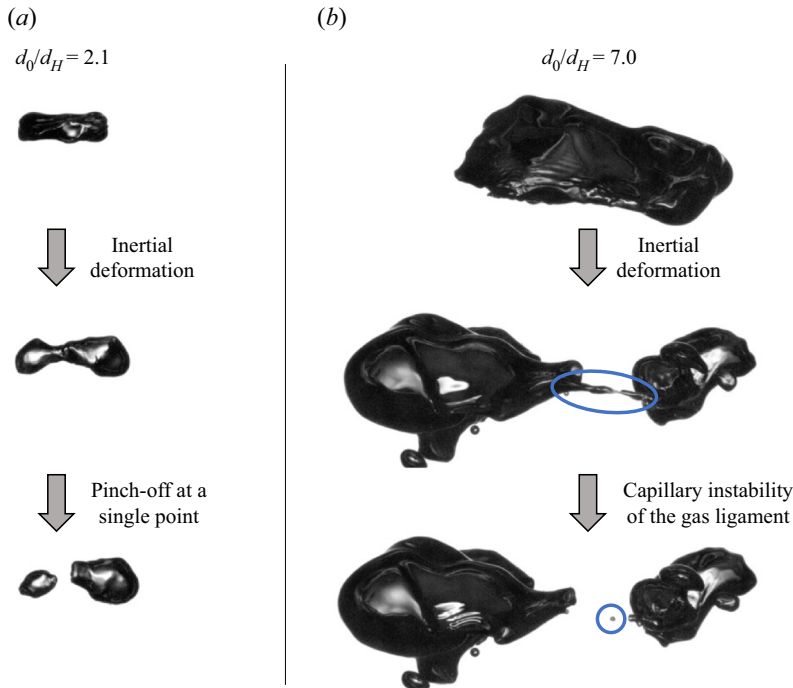 (a)
d0/dH = 2.1
Inertial
deformation
Pinch-off at a
single point
(b)
d0/dH = 7.0
Inertial
deformation
Capillary instability
of the gas ligament